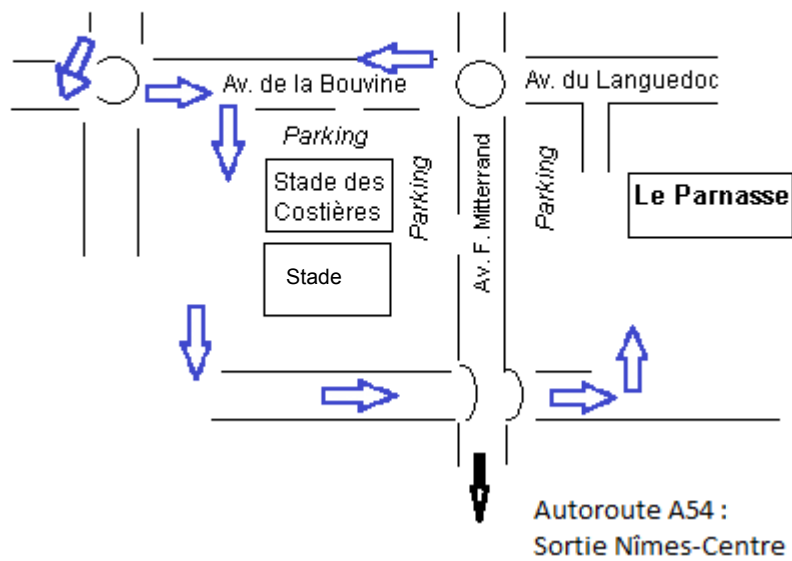 Av. de la Bouvine
Av. du Languedoc
Parking
Stade des
Costières
Parking
Av. F. Mitterrand
Parking
Le Parnasse
Stade
Autoroute A54 :
Sortie Nîmes-Centre